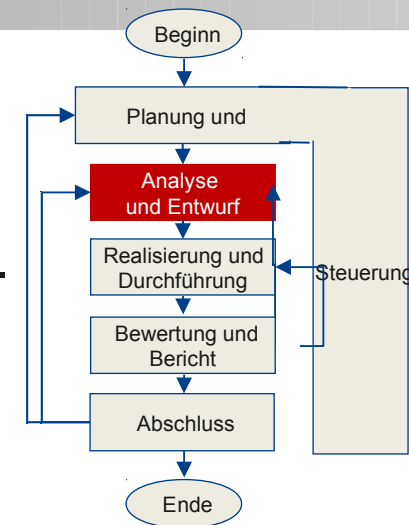 Beginn
Planung und
Analyse
und Entwurf
Realisierung und
Durchführung
Steuerung
Bewertung und
Bericht
Abschluss
Ende